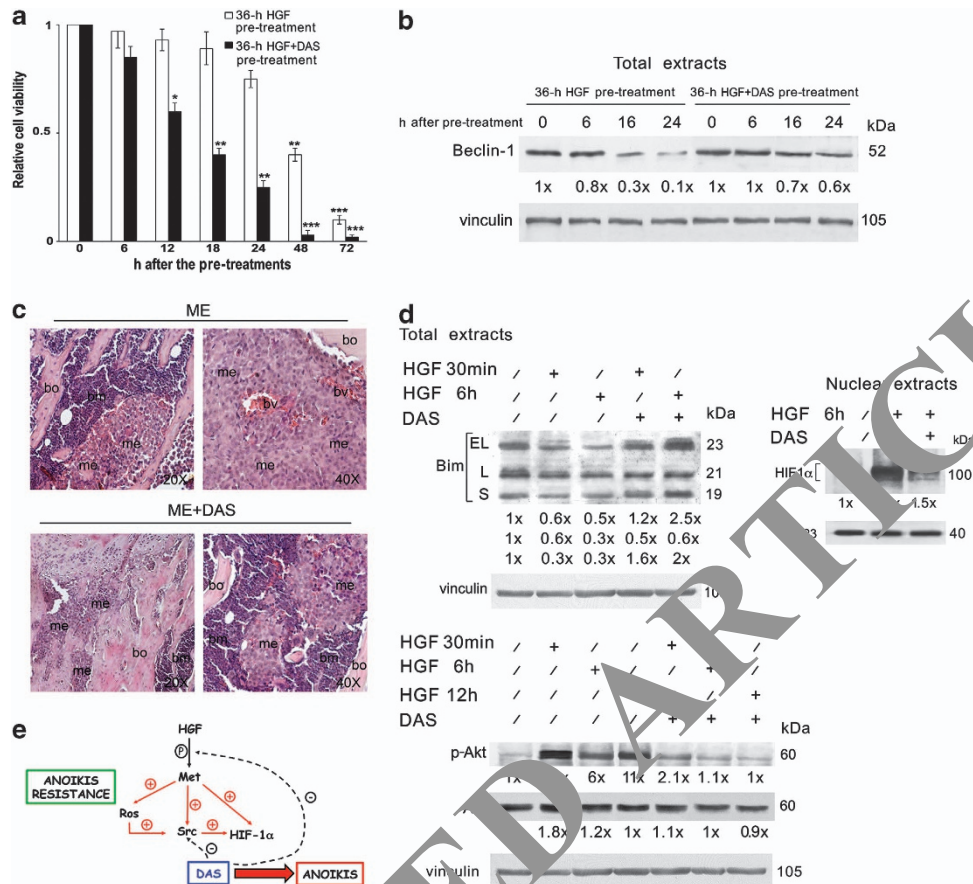 a
36-h HGF
pre-treatment
36-h HGF+DAS
pre-treatment
Relative cell viability
1
0.5
0
*
**
**
**
***
***
***
0 6 12 18 24 48 72
h after the pre-treatments
b
Total extracts
36-h HGF pre-treatment 36-h HGF+DAS pre-treatment
h after pre-treatment 0 6 16 24 0 6 16 24 kDa
Beclin-1 52
1x 0.8x 0.3x 0.1x 1x 1x 0.7x 0.6x
vinculin 105
c
ME
bo bm me me 20X
bo me bv bv me me 40X
ME+DAS
me me me bo bm 20X
bo me me bm bm bo 40X
d
Total extracts
HGF 30min / + / + /
HGF 6h / / + / +
DAS / / / + + kDa
Bim
EL 23
L 21
S 19
1x 0.6x 0.5x 1.2x 2.5x
1x 0.6x 0.3x 0.5x 0.6x
1x 0.3x 0.3x 1.6x 2x
vinculin
Nuclear extracts
HGF 6h / + +
DAS / +
HIF1α 100
1x
40
HGF 30min / + / / + / /
HGF 6h / / + / /
HGF 12h / / / / / +
DAS / / / / + + + kDa
p-Akt 60
1x 6x 11x 2.1x 1.1x 1x
60
1.8x 1.2x 1x 1.1x 1x 0.9x
vinculin 105
e
HGF
P
Met
ANOIKIS
RESISTANCE
Ros
Src
HIF-1α
DAS
ANOIKIS
ARTICL